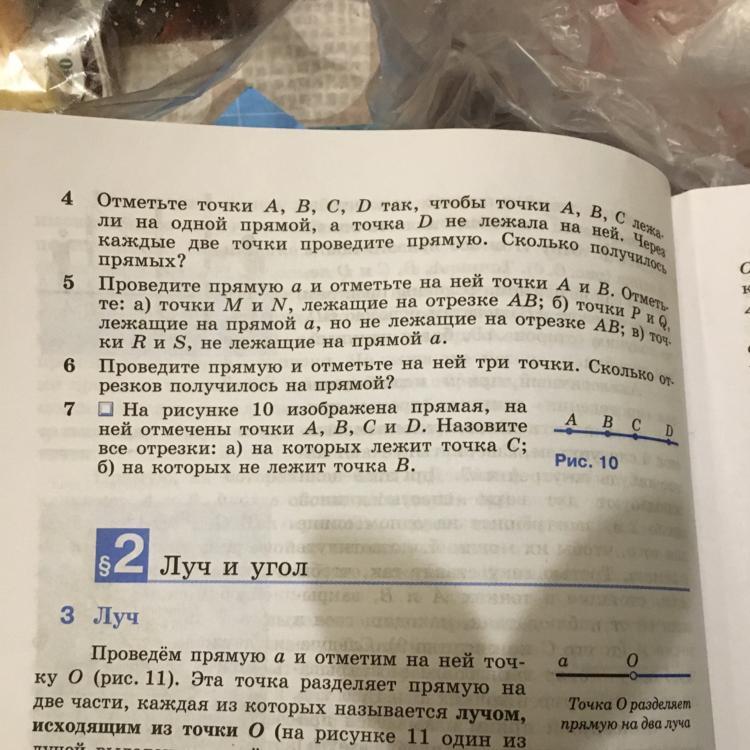 4 Отметьте точки A, B, C, D так, чтобы точки A, B, C лежа-
ли на одной прямой, а точка D не лежала на ней. Через
каждые две точки проведите прямую. Сколько получилось
прямых?
5 Проведите прямую a и отметьте на ней точки A и B. Отметь-
те: а) точки M и N, лежащие на отрезке AB; б) точки P и Q,
лежащие на прямой a, но не лежащие на отрезке AB; в) точ-
ки R и S, не лежащие на прямой a.
6 Проведите прямую и отметьте на ней три точки. Сколько от-
резков получилось на прямой?
7 На рисунке 10 изображена прямая, на
ней отмечены точки A, B, C и D. Назовите
все отрезки: а) на которых лежит точка C;
б) на которых не лежит точка B.
A B C D
Рис. 10
§2 Луч и угол
3 Луч
Проведём прямую a и отметим на ней точ-
ку O (рис. 11). Эта точка разделяет прямую на
две части, каждая из которых называется лучом,
исходящим из точки O (на рисунке 11 один из
a O
Точка O разделяет
прямую на два луча